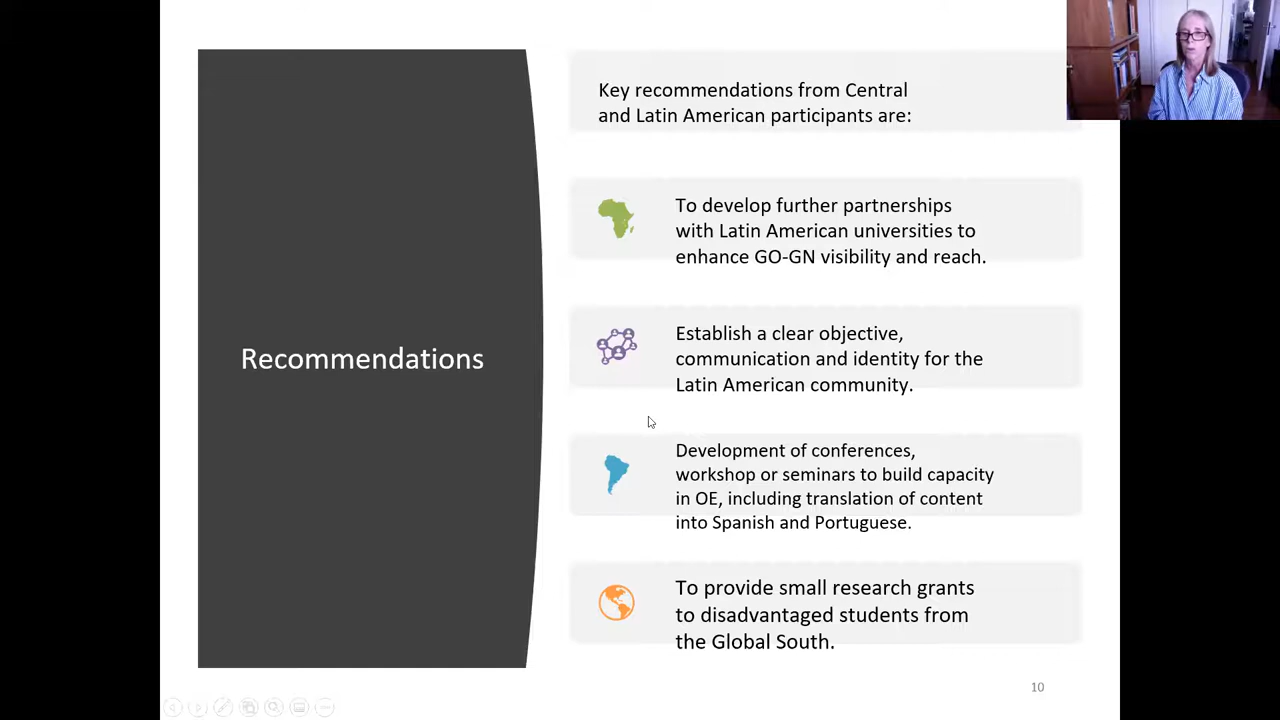 Key recommendations from Central
and Latin American participants are:
To develop further partnerships
with Latin American universities to
enhance GO-GN visibility and reach.
Establish a clear objective,
communication and identity for the
Latin American community.
Recommendations
Development of conferences,
workshop or seminars to build capacity
in OE, including translation of content
into Spanish and Portuguese.
To provide small research grants
to disadvantaged students from
the Global South.
10